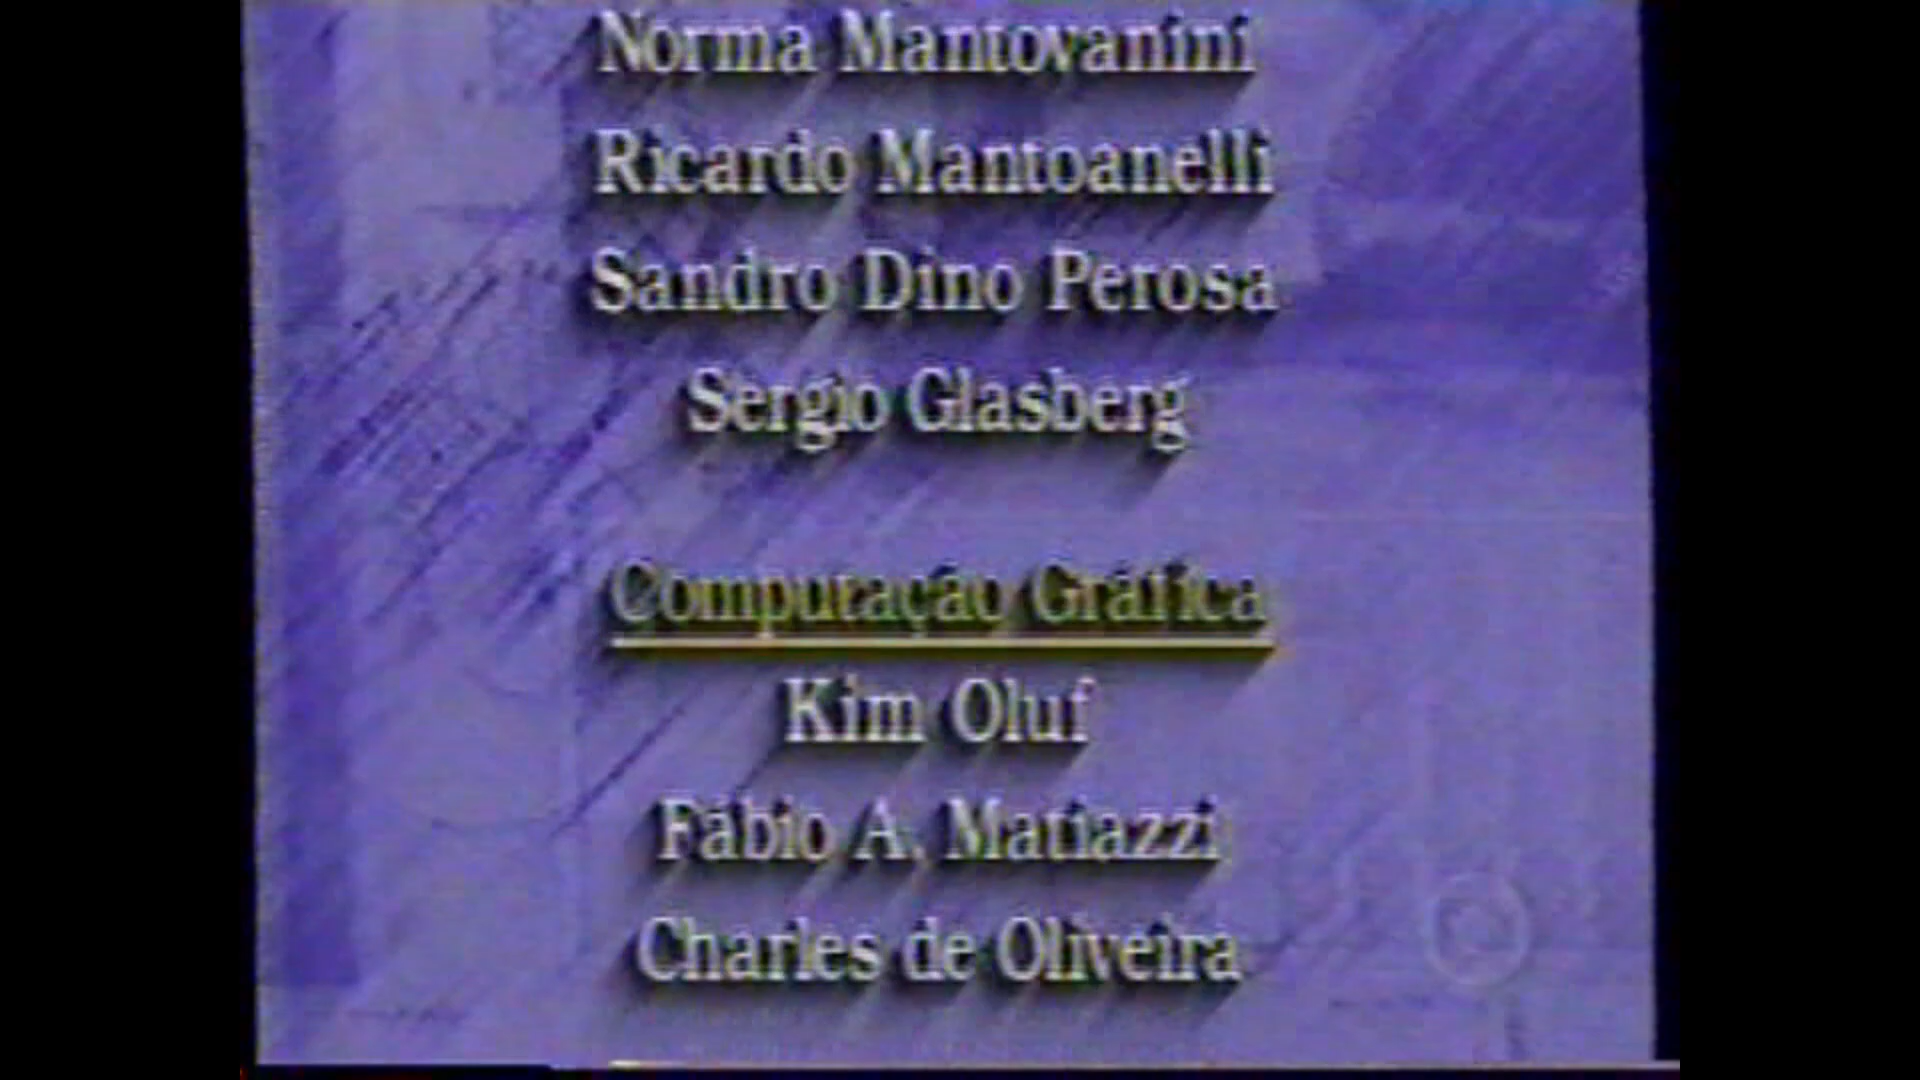 Norma Mantovanini
Ricardo Mantoanelli
Sandro Dino Perosa
Sergio Glasberg
Computação Gráfica
Kim Oluf
Fábio A. Matiazzi
Charles de Oliveira